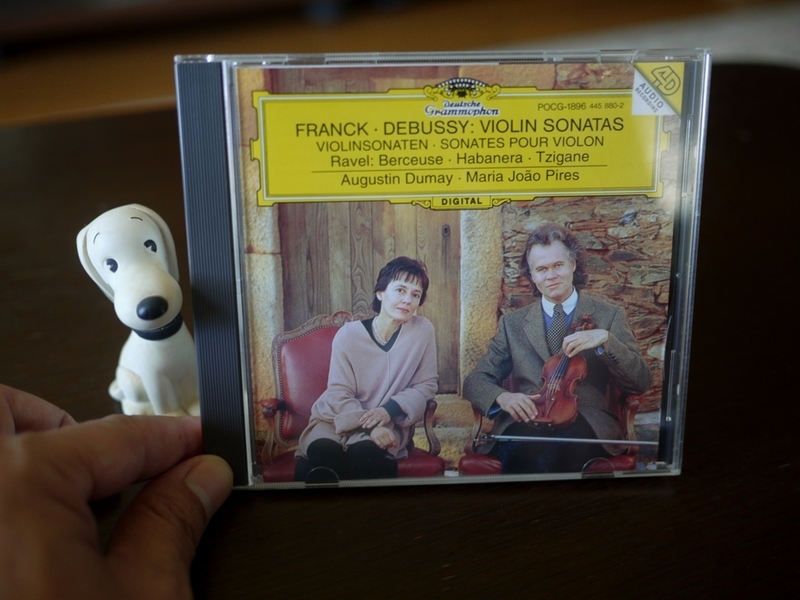 Deutsche
Grammophon
POCG-1896 445 880-2
4D
AUDIO
RECORDING
FRANCK · DEBUSSY: VIOLIN SONATAS
VIOLINSONATEN · SONATES POUR VIOLON
Ravel: Berceuse · Habanera · Tzigane
Augustin Dumay · Maria João Pires
DIGITAL